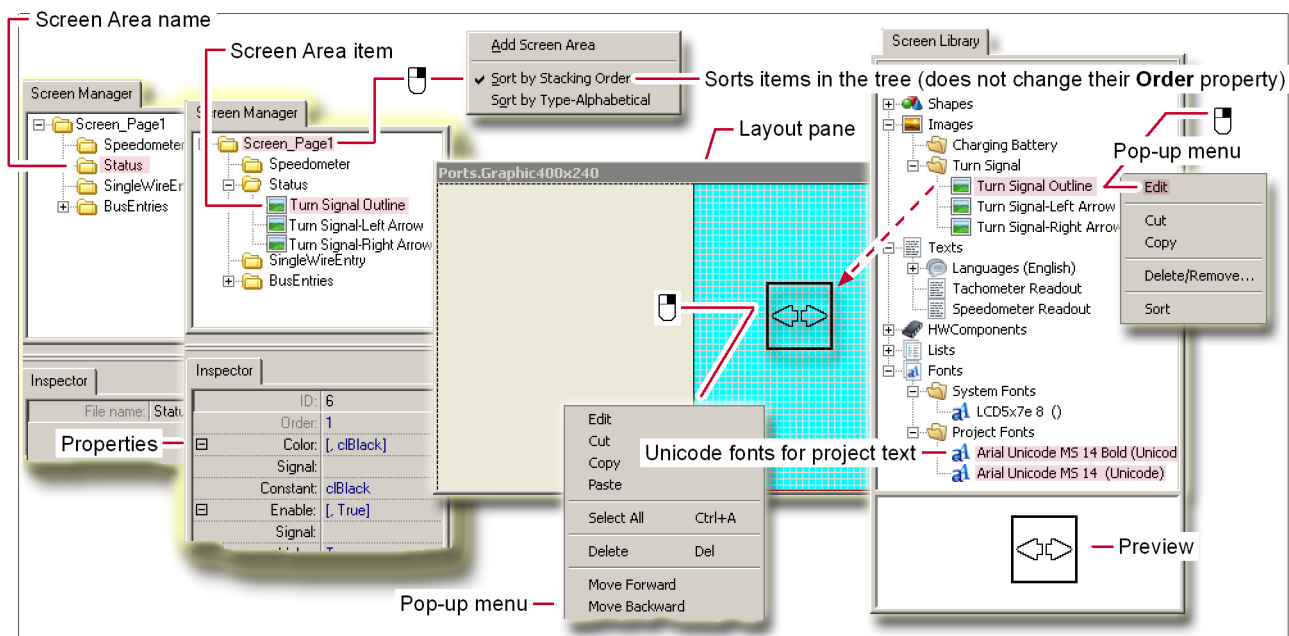 Screen Area name
Screen Area item
Add Screen Area
Sort by Stacking Order
Sort by Type-Alphabetical
Sorts items in the tree (does not change their Order property)
Screen Manager
Screen_Page1
Speedometer
Status
SingleWireEr
BusEntries
Inspector
File name: Statu
Screen Manager
Screen_Page1
Speedometer
Status
Turn Signal Outline
Turn Signal-Left Arrow
Turn Signal-Right Arrow
SingleWireEntry
BusEntries
Inspector
ID: 6
Order: 1
Color: [, clBlack]
Signal:
Constant: clBlack
Enable: [, True]
Signal:
Properties
Layout pane
Ports.Graphic400x240
Edit
Cut
Copy
Paste
Select All Ctrl+A
Delete Del
Move Forward
Move Backward
Pop-up menu
Screen Library
Shapes
Images
Charging Battery
Turn Signal
Turn Signal Outline
Turn Signal-Left Arrow
Turn Signal-Right Arrow
Texts
Languages (English)
Tachometer Readout
Speedometer Readout
HWComponents
Lists
Fonts
System Fonts
LCD5x7e 8 ()
Project Fonts
Arial Unicode MS 14 Bold (Unicod
Arial Unicode MS 14 (Unicode)
Unicode fonts for project text
Pop-up menu
Edit
Cut
Copy
Delete/Remove...
Sort
Preview